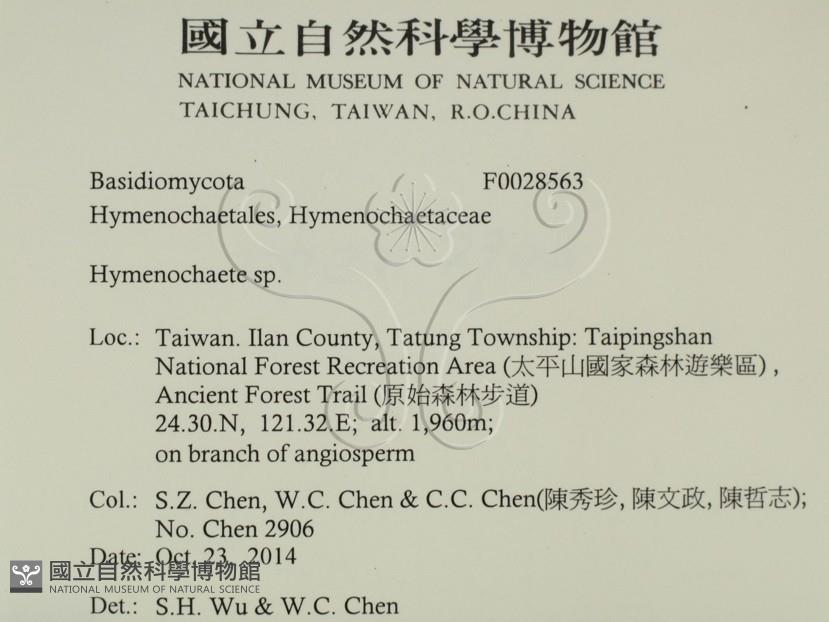 國立自然科學博物館
NATIONAL MUSEUM OF NATURAL SCIENCE
TAICHUNG, TAIWAN, R.O.CHINA
Basidiomycota F0028563
Hymenochaetales, Hymenochaetaceae
Hymenochaete sp.
Loc.: Taiwan. Ilan County, Tatung Township: Taipingshan
National Forest Recreation Area (太平山國家森林遊樂區),
Ancient Forest Trail (原始森林步道)
24.30.N, 121.32.E; alt. 1,960m;
on branch of angiosperm
Col.: S.Z. Chen, W.C. Chen & C.C. Chen(陳秀珍, 陳文政, 陳哲志);
No. Chen 2906
Date: Oct. 23, 2014
國立自然科學博物館
NATIONAL MUSEUM OF NATURAL SCIENCE
Det.: S.H. Wu & W.C. Chen